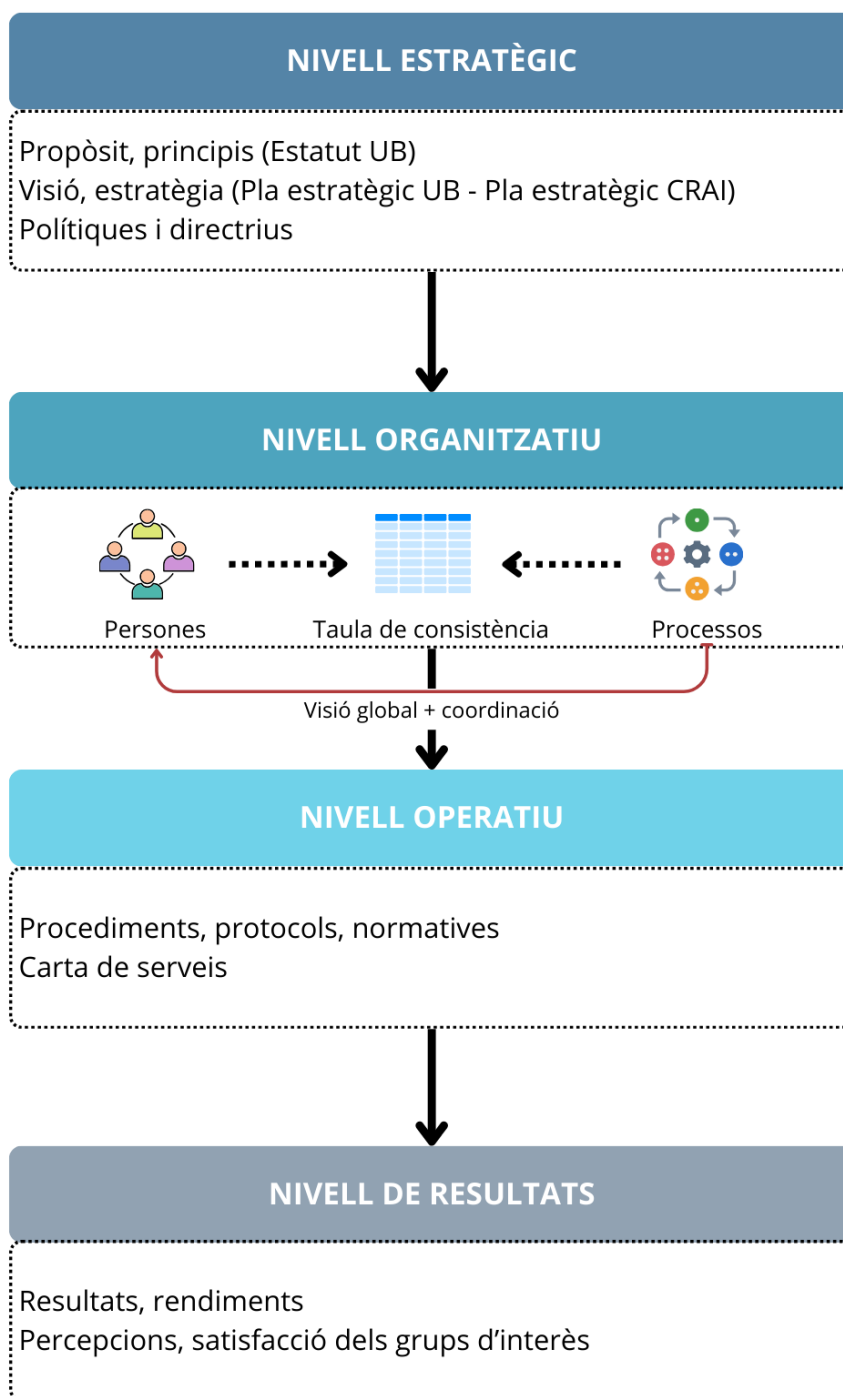 NIVELL ESTRATÈGIC
Propòsit, principis (Estatut UB)
Visió, estratègia (Pla estratègic UB - Pla estratègic CRAI)
Polítiques i directrius
NIVELL ORGANITZATIU
Persones
Taula de consistència
Processos
Visió global + coordinació
NIVELL OPERATIU
Procediments, protocols, normatives
Carta de serveis
NIVELL DE RESULTATS
Resultats, rendiments
Percepcions, satisfacció dels grups d’interès